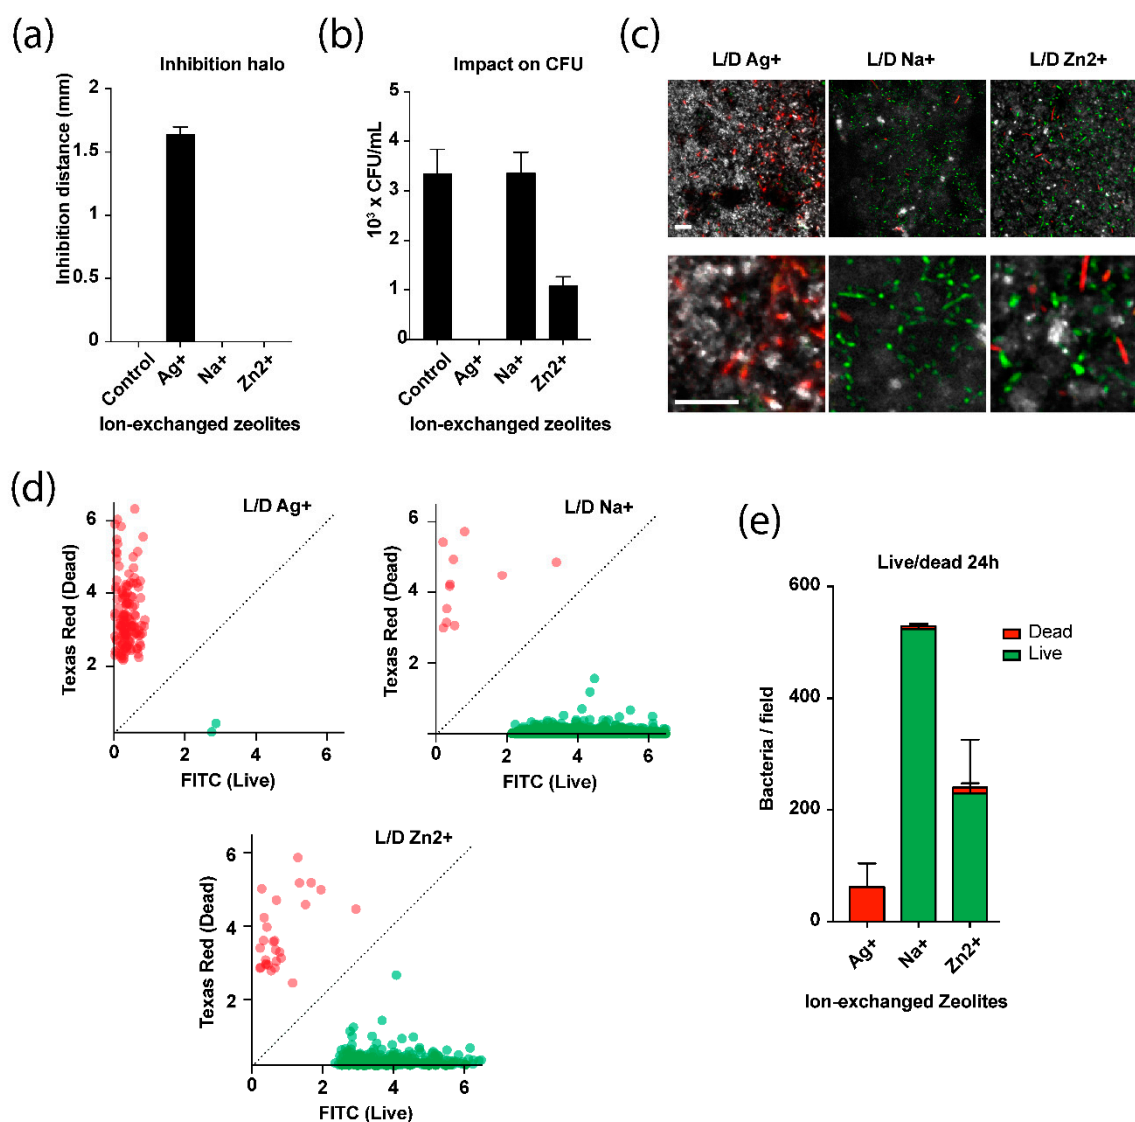 (a)
Inhibition halo
Inhibition distance (mm)
2
1.5
1
0.5
0
Control
Ag+
Na+
Zn2+
Ion-exchanged zeolites
(b)
Impact on CFU
10³ x CFU/mL
5
4
3
2
1
0
Control
Ag+
Na+
Zn2+
Ion-exchanged zeolites
(c)
L/D Ag+
L/D Na+
L/D Zn2+
(d)
L/D Ag+
Texas Red (Dead)
6
4
2
0
2
4
6
FITC (Live)
L/D Na+
Texas Red (Dead)
6
4
2
0
0
2
4
6
FITC (Live)
L/D Zn2+
Texas Red (Dead)
6
4
2
0
2
4
6
FITC (Live)
(e)
Live/dead 24h
Bacteria / field
600
400
200
0
Dead
Live
Ag+
Na+
Zn2+
Ion-exchanged Zeolites